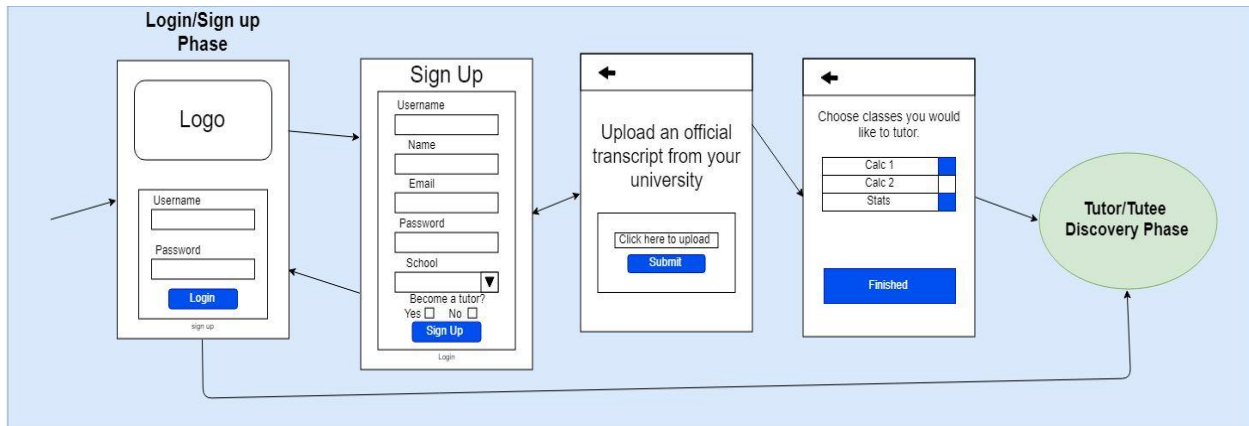 Login/Sign up
Phase
Logo
Username
Password
Login
sign up
Sign Up
Username
Name
Email
Password
School
Become a tutor?
Yes No
Sign Up
Login
Upload an official
transcript from your
university
Click here to upload
Submit
Choose classes you would
like to tutor.
Calc 1
Calc 2
Stats
Finished
Tutor/Tutee
Discovery Phase